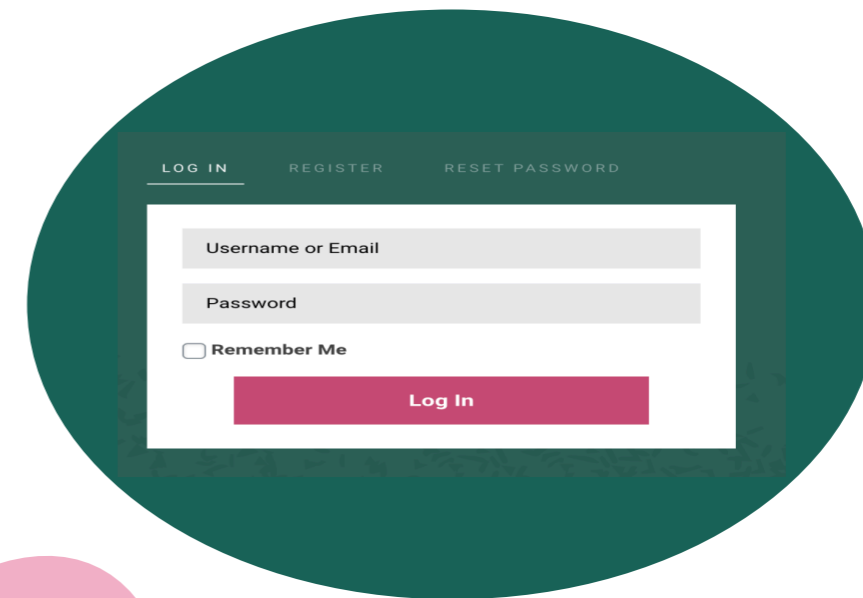 LOG IN REGISTER RESET PASSWORD
Username or Email
Password
Remember Me
Log In